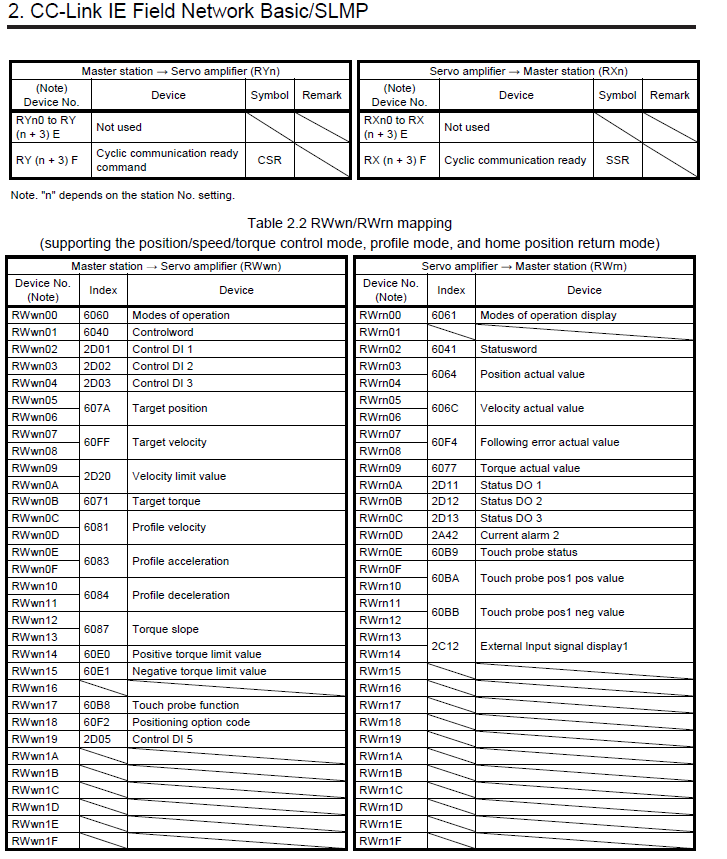 2. CC-Link IE Field Network Basic/SLMP
Master station → Servo amplifier (RYn)
(Note)
Device No. Device Symbol Remark
RYn0 to RY
(n + 3) E Not used
RY (n + 3) F Cyclic communication ready
command CSR
Servo amplifier → Master station (RXn)
(Note)
Device No. Device Symbol Remark
RXn0 to RX
(n + 3) E Not used
RX (n + 3) F Cyclic communication ready SSR
Note. "n" depends on the station No. setting.
Table 2.2 RWwn/RWrn mapping
(supporting the position/speed/torque control mode, profile mode, and home position return mode)
Master station → Servo amplifier (RWwn)
Device No.
(Note) Index Device
RWwn00 6060 Modes of operation
RWwn01 6040 Controlword
RWwn02 2D01 Control DI 1
RWwn03 2D02 Control DI 2
RWwn04 2D03 Control DI 3
RWwn05
607A Target position
RWwn06
RWwn07
60FF Target velocity
RWwn08
RWwn09
2D20 Velocity limit value
RWwn0A
RWwn0B 6071 Target torque
RWwn0C
6081 Profile velocity
RWwn0D
RWwn0E
6083 Profile acceleration
RWwn0F
RWwn10
6084 Profile deceleration
RWwn11
RWwn12
6087 Torque slope
RWwn13
RWwn14 60E0 Positive torque limit value
RWwn15 60E1 Negative torque limit value
RWwn16
RWwn17 60B8 Touch probe function
RWwn18 60F2 Positioning option code
RWwn19 2D05 Control DI 5
RWwn1A
RWwn1B
RWwn1C
RWwn1D
RWwn1E
RWwn1F
Servo amplifier → Master station (RWrn)
Device No.
(Note) Index Device
RWrn00 6061 Modes of operation display
RWrn01
RWrn02 6041 Statusword
RWrn03
6064 Position actual value
RWrn04
RWrn05
606C Velocity actual value
RWrn06
RWrn07
60F4 Following error actual value
RWrn08
RWrn09 6077 Torque actual value
RWrn0A 2D11 Status DO 1
RWrn0B 2D12 Status DO 2
RWrn0C 2D13 Status DO 3
RWrn0D 2A42 Current alarm 2
RWrn0E 60B9 Touch probe status
RWrn0F
60BA Touch probe pos1 pos value
RWrn10
RWrn11
60BB Touch probe pos1 neg value
RWrn12
RWrn13
2C12 External Input signal display1
RWrn14
RWrn15
RWrn16
RWrn17
RWrn18
RWrn19
RWrn1A
RWrn1B
RWrn1C
RWrn1D
RWrn1E
RWrn1F